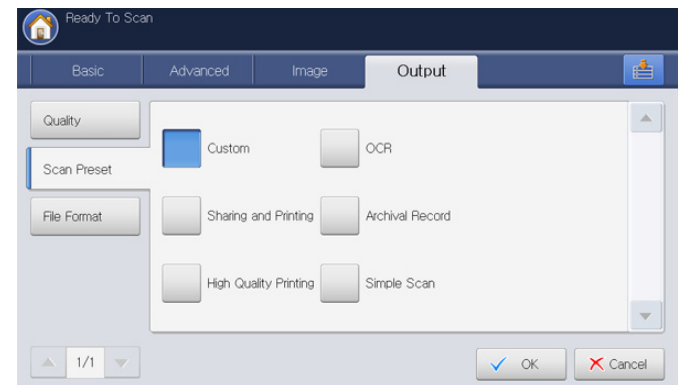 Ready To Scan
Basic Advanced Image Output
Quality
Custom OCR
Scan Preset
File Format
Sharing and Printing Archival Record
High Quality Printing Simple Scan
1/1
OK Cancel